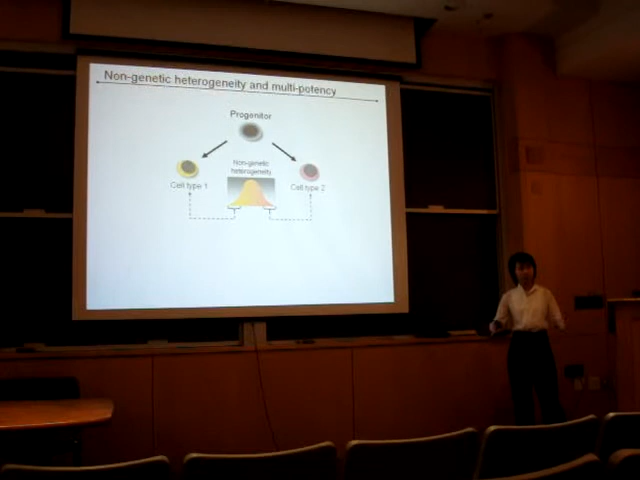 Non-genetic heterogeneity and multi-potency
Progenitor
Non-genetic
heterogeneity
Cell type 1
Cell type 2